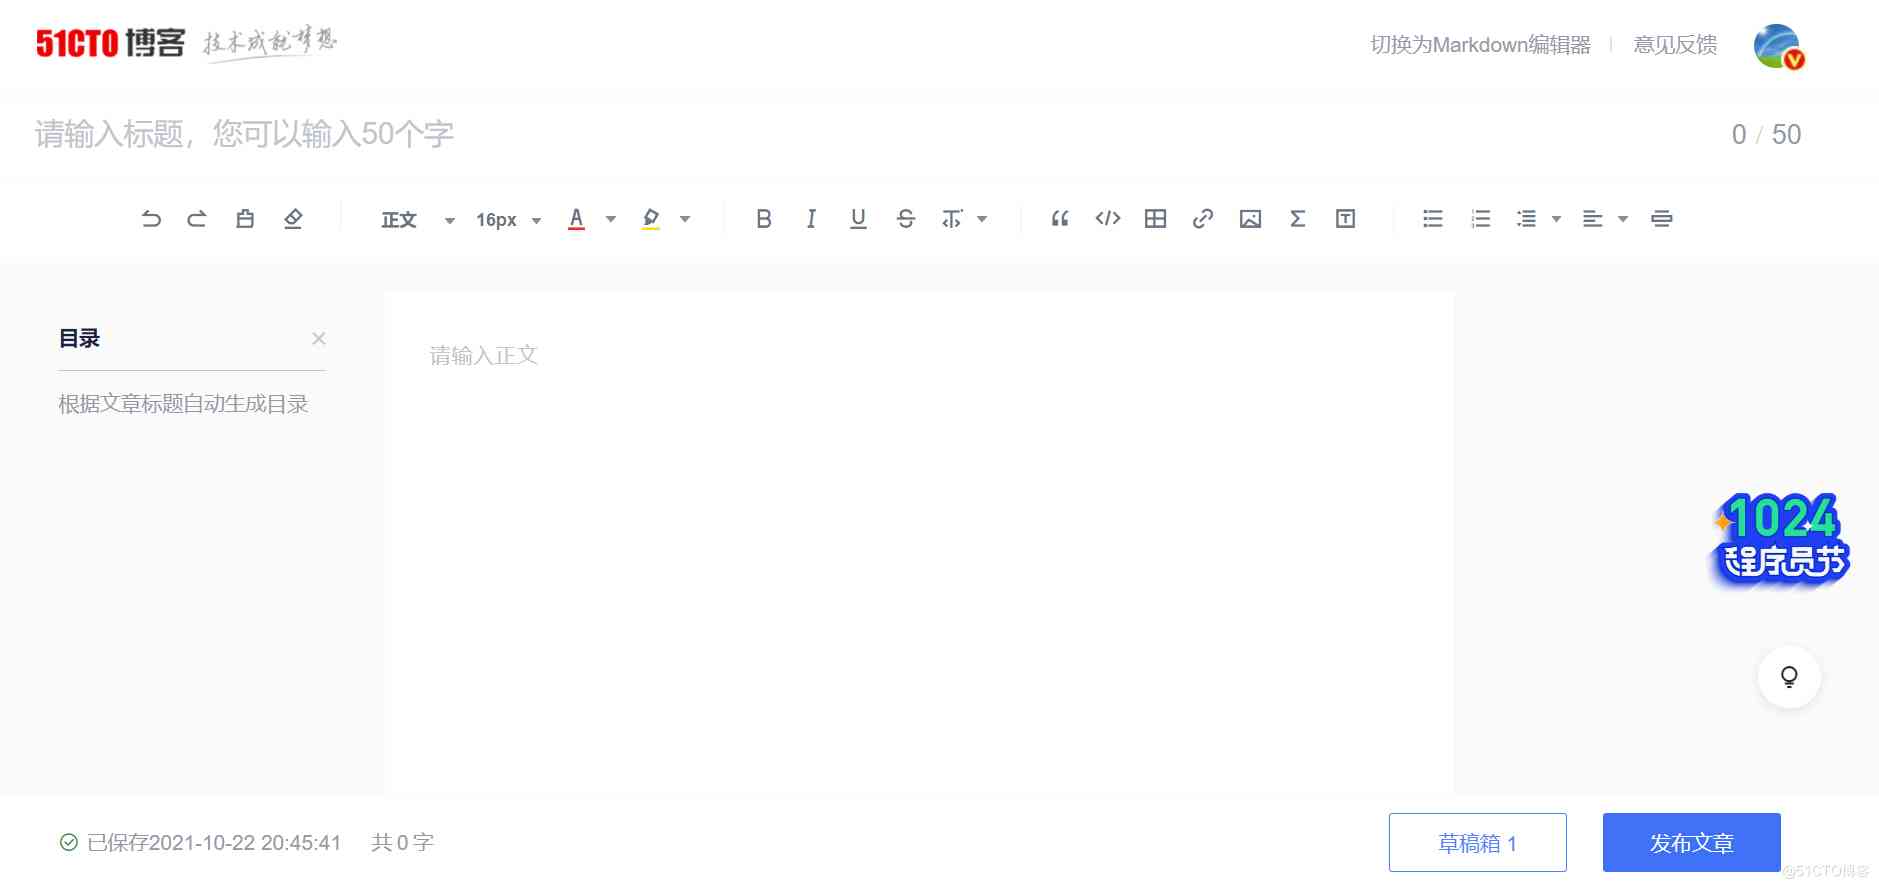 51CTO 博客 技术成就梦想
切换为Markdown编辑器 | 意见反馈
请输入标题，您可以输入50个字
0 / 50
正文 16px
目录
请输入正文
根据文章标题自动生成目录
1024
程序员节
已保存2021-10-22 20:45:41 共 0 字
草稿箱 1
发布文章
@51CTO博客